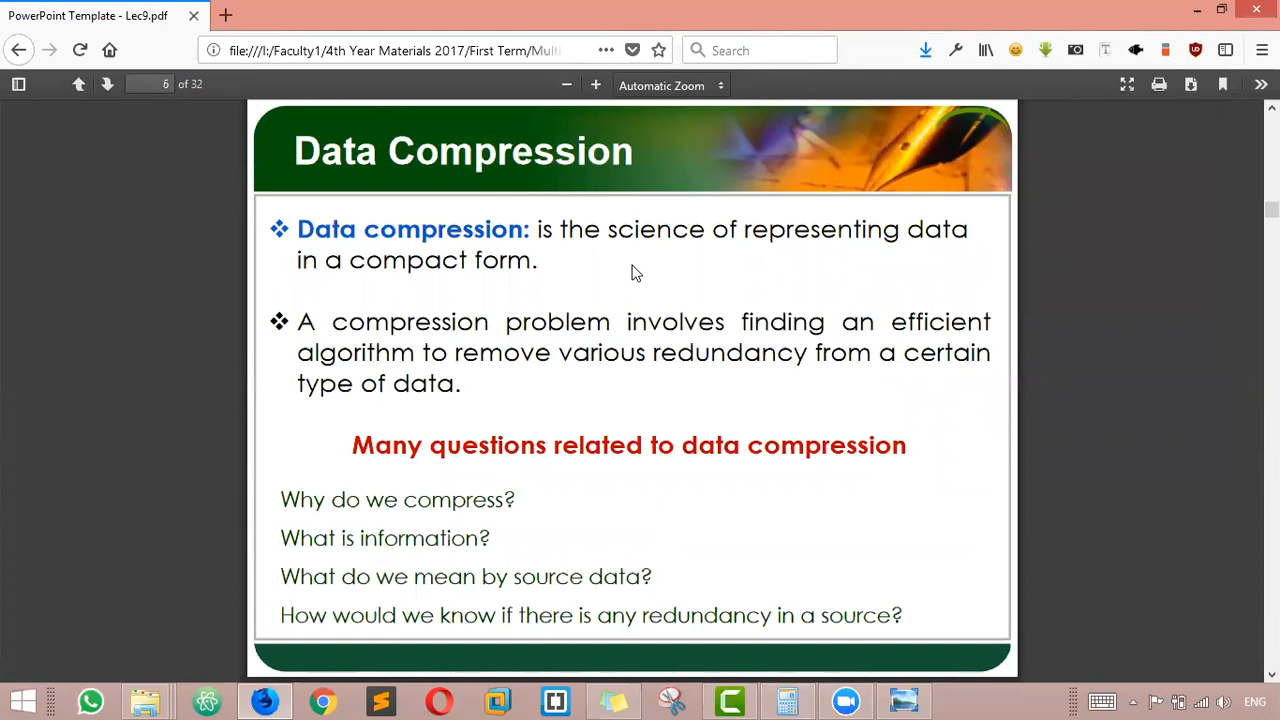 PowerPoint Template - Lec9.pdf
file:///I:/Faculty1/4th Year Materials 2017/First Term/Mult
Search
6 of 32
Automatic Zoom
Data Compression
Data compression: is the science of representing data
in a compact form.
A compression problem involves finding an efficient
algorithm to remove various redundancy from a certain
type of data.
Many questions related to data compression
Why do we compress?
What is information?
What do we mean by source data?
How would we know if there is any redundancy in a source?
ENG